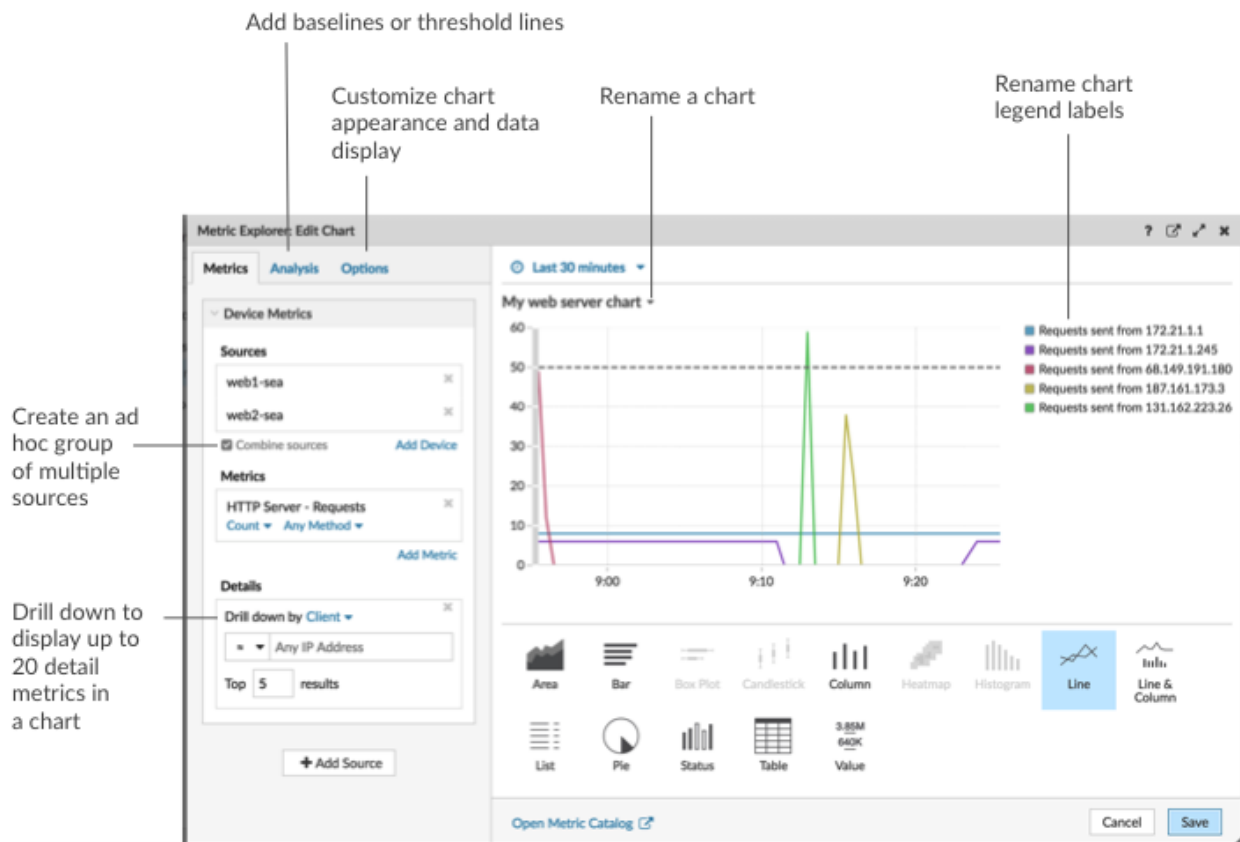 Add baselines or threshold lines
Customize chart
appearance and data
display
Rename a chart
Rename chart
legend labels
Metric Explorer: Edit Chart
?
Metrics
Analysis
Options
Last 30 minutes
Device Metrics
Sources
web1-sea
web2-sea
Combine sources
Add Device
Create an ad
hoc group
of multiple
sources
Metrics
HTTP Server - Requests
Count
Any Method
Add Metric
Details
Drill down by Client
≈
Any IP Address
Top 5 results
Drill down to
display up to
20 detail
metrics in
a chart
+ Add Source
My web server chart
60
50
40
30
20
10
0
9:00
9:10
9:20
Requests sent from 172.21.1.1
Requests sent from 172.21.1.245
Requests sent from 68.149.191.180
Requests sent from 187.161.173.3
Requests sent from 131.162.223.26
Area
Bar
Box Plot
Candlestick
Column
Heatmap
Histogram
Line
Line &
Column
List
Pie
Status
Table
3.85M
640K
Value
Open Metric Catalog
Cancel
Save